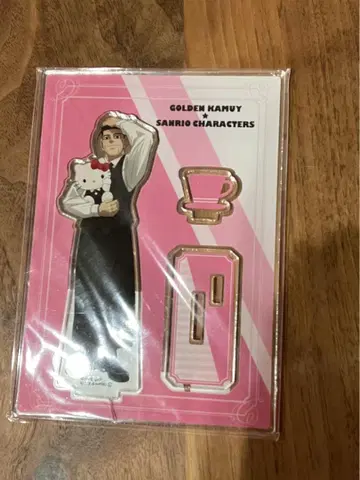 GOLDEN KAMUY
★
SANRIO CHARACTERS